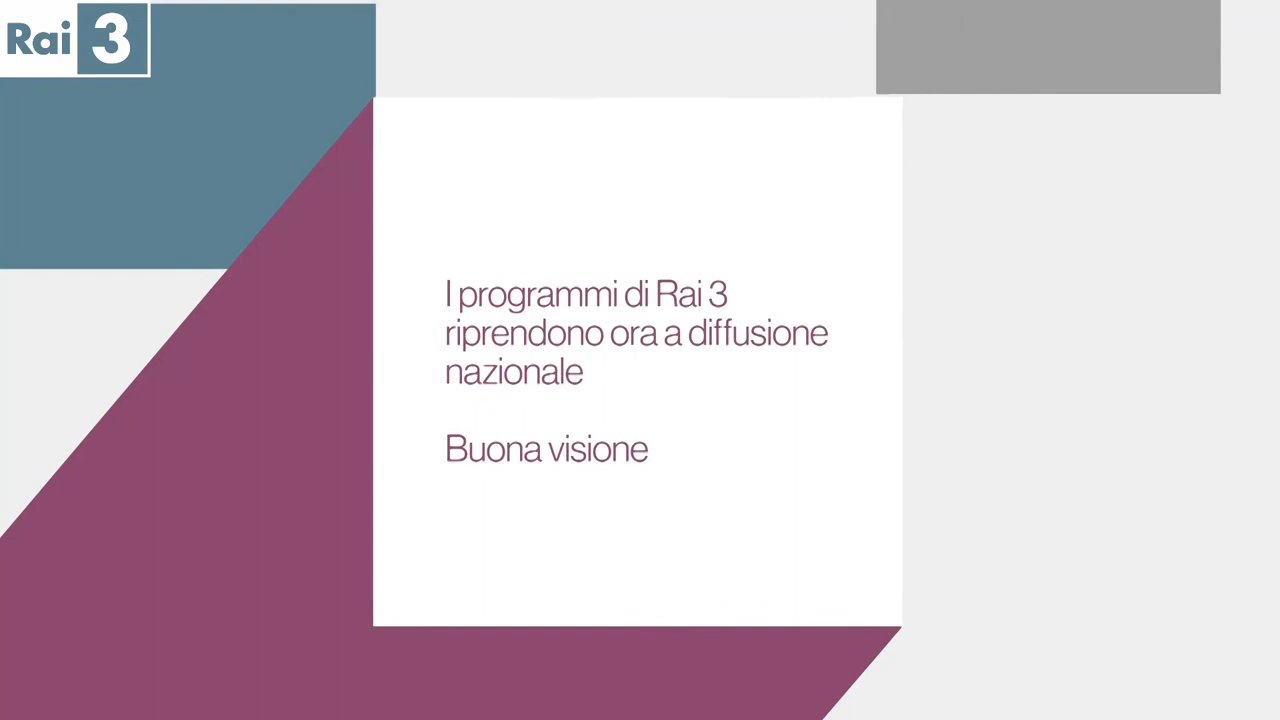 Rai 3
I programmi di Rai 3
riprendono ora a diffusione
nazionale
Buona visione